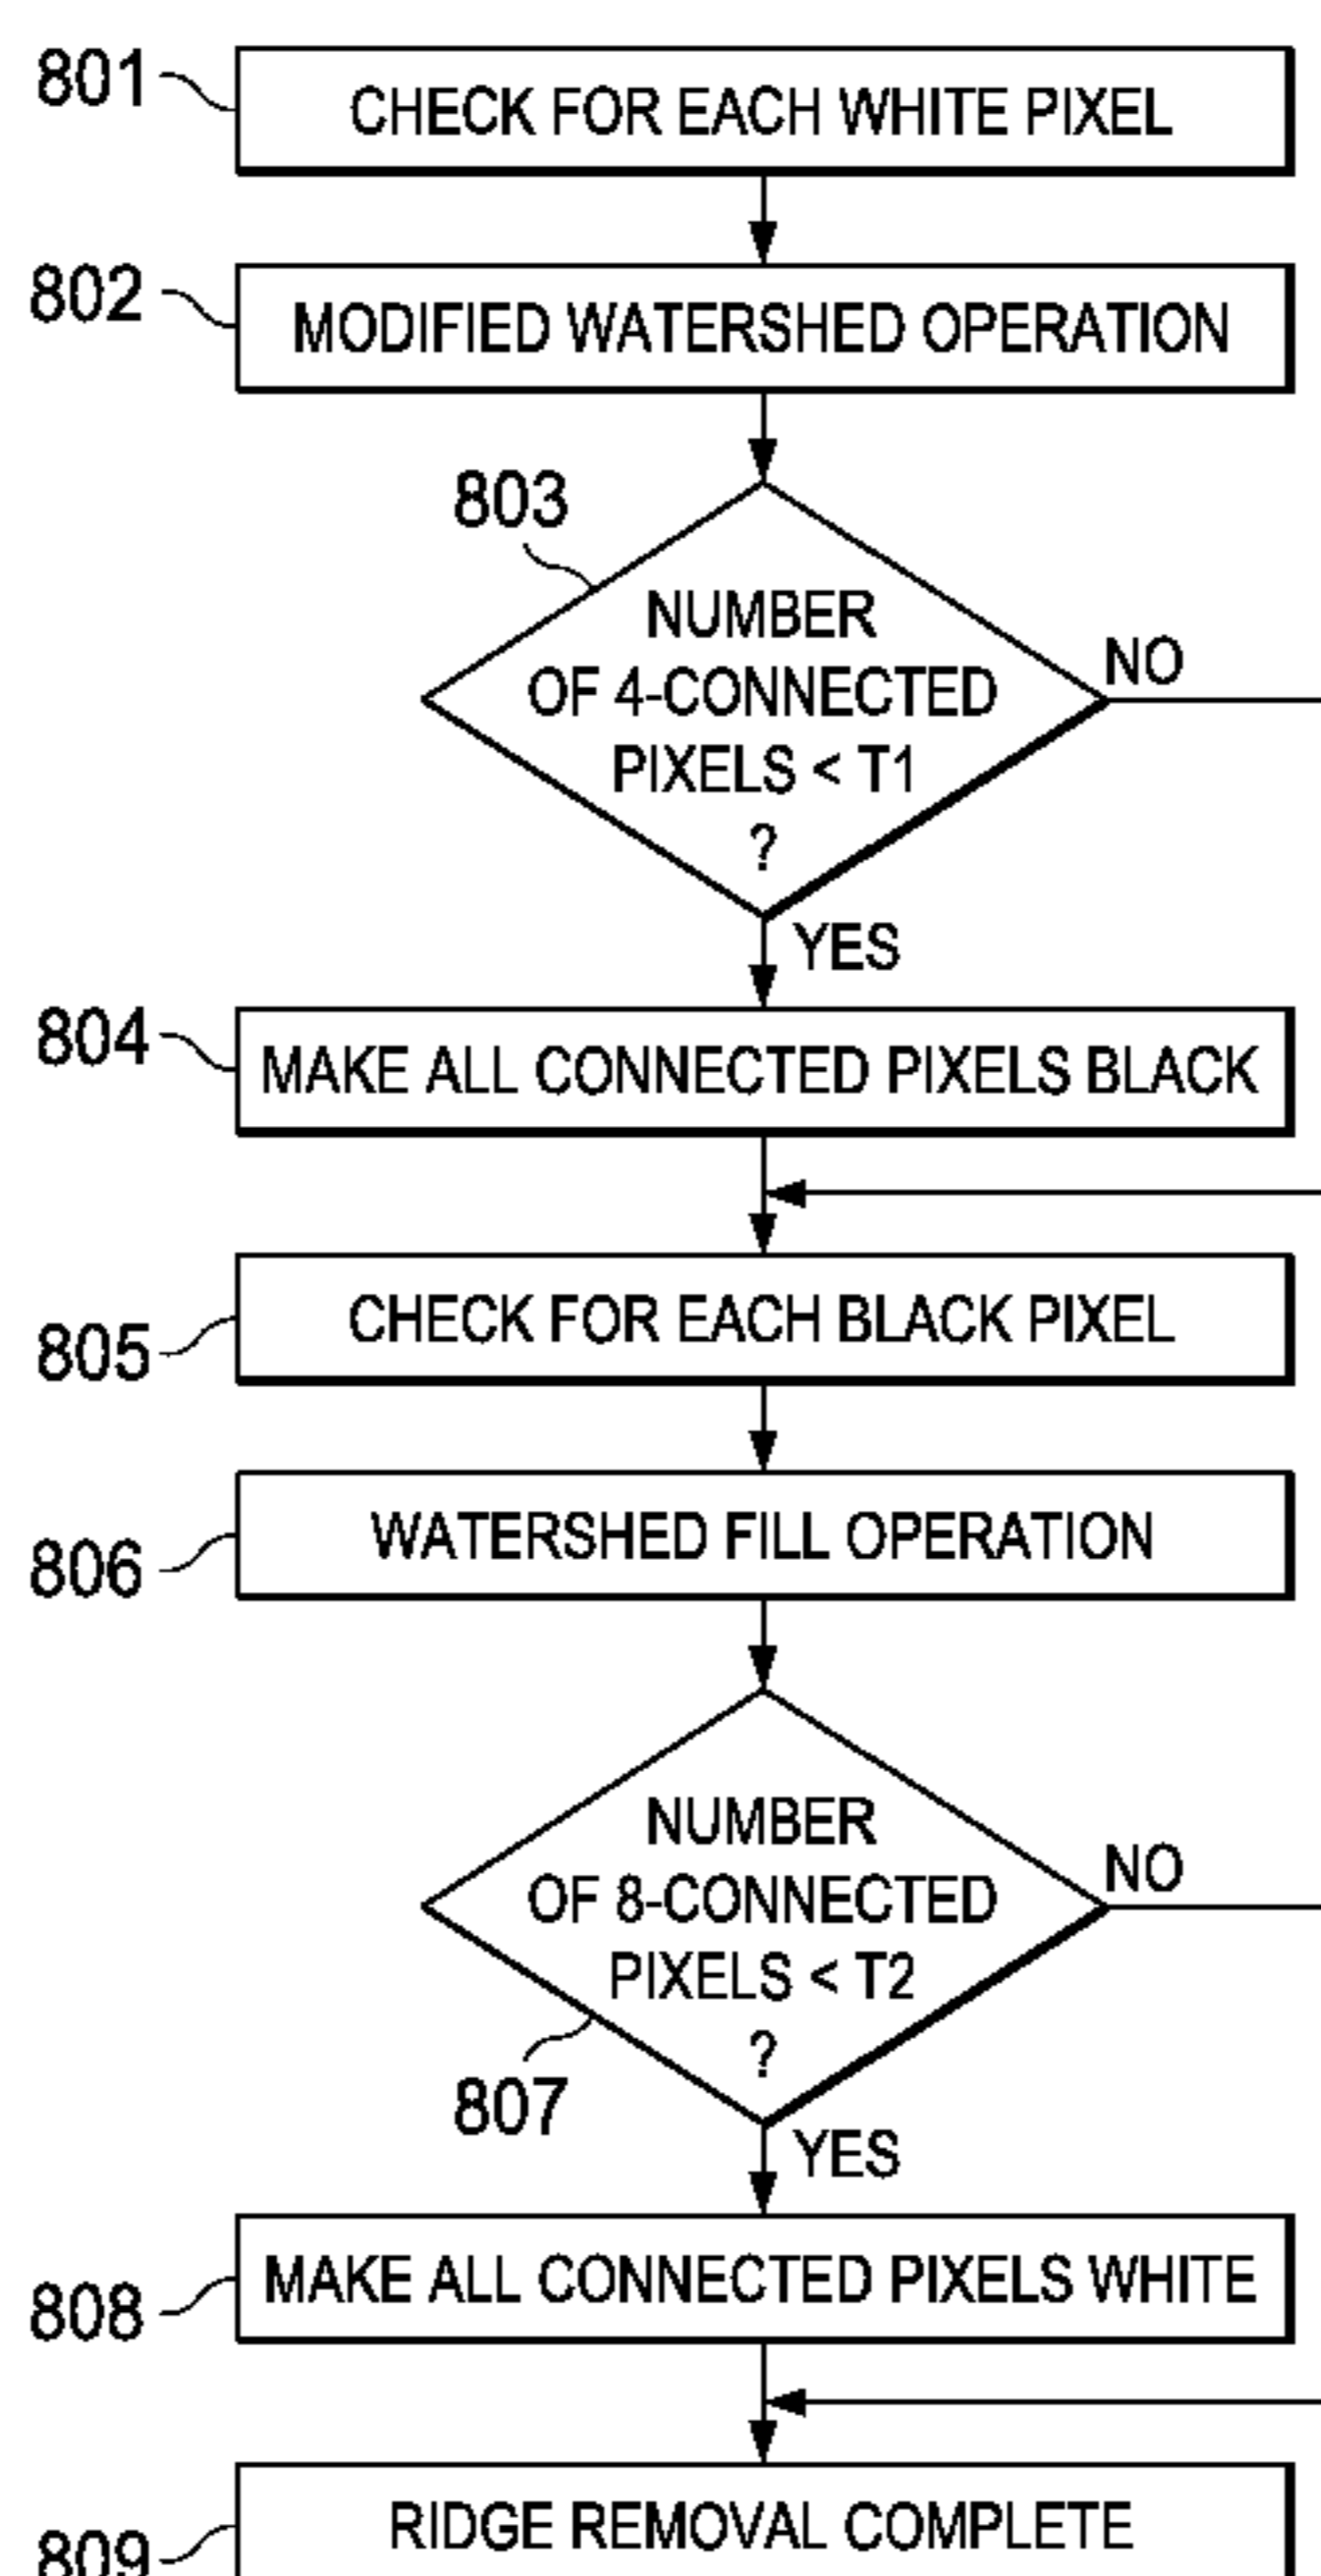 801
CHECK FOR EACH WHITE PIXEL
802
MODIFIED WATERSHED OPERATION
803
NUMBER
OF 4-CONNECTED
PIXELS < T1
?
NO
YES
804
MAKE ALL CONNECTED PIXELS BLACK
805
CHECK FOR EACH BLACK PIXEL
806
WATERSHED FILL OPERATION
NUMBER
OF 8-CONNECTED
PIXELS < T2
?
NO
807
YES
808
MAKE ALL CONNECTED PIXELS WHITE
809
RIDGE REMOVAL COMPLETE